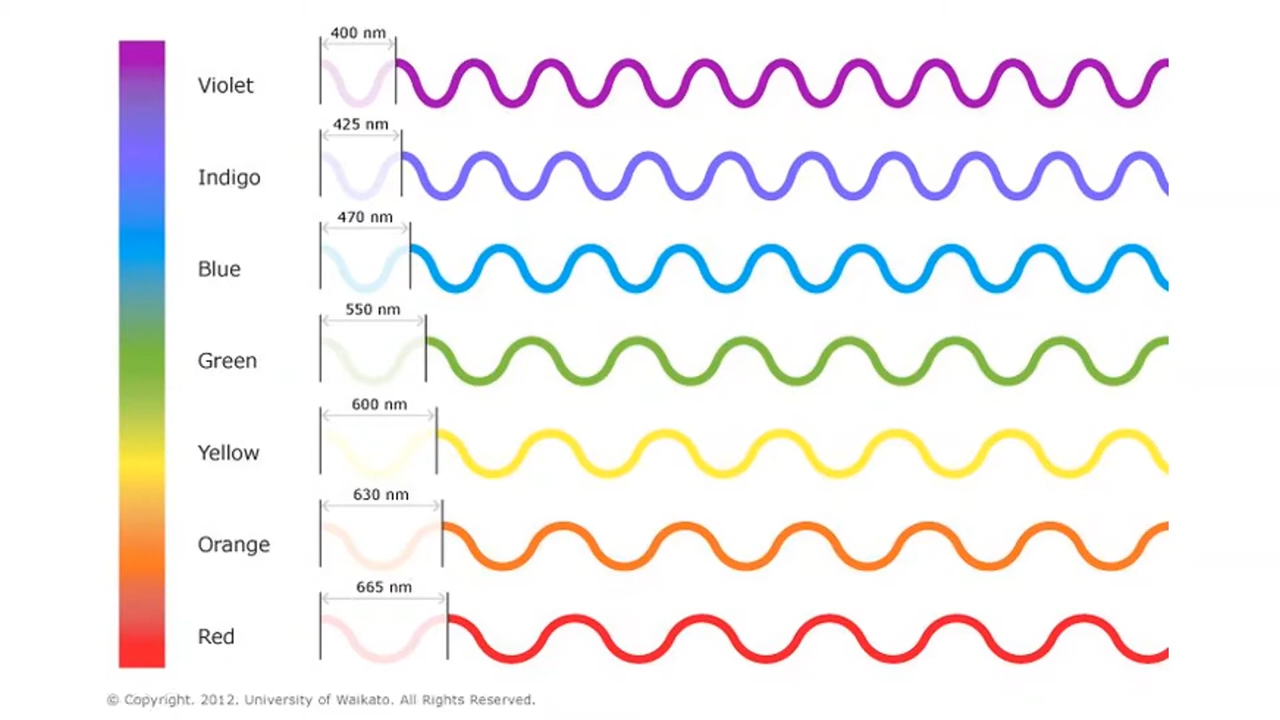 400 nm
Violet
425 nm
Indigo
470 nm
Blue
550 nm
Green
600 nm
Yellow
630 nm
Orange
665 nm
Red
© Copyright. 2012. University of Waikato. All Rights Reserved.